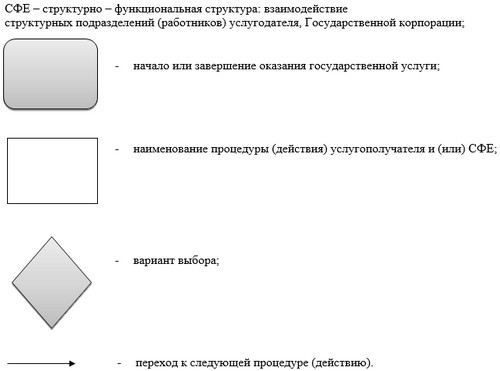 СФЕ – структурно – функциональная структура: взаимодействие
структурных подразделений (работников) услугодателя, Государственной корпорации;
- начало или завершение оказания государственной услуги;
- наименование процедуры (действия) услугополучателя и (или) СФЕ;
- вариант выбора;
- переход к следующей процедуре (действию).